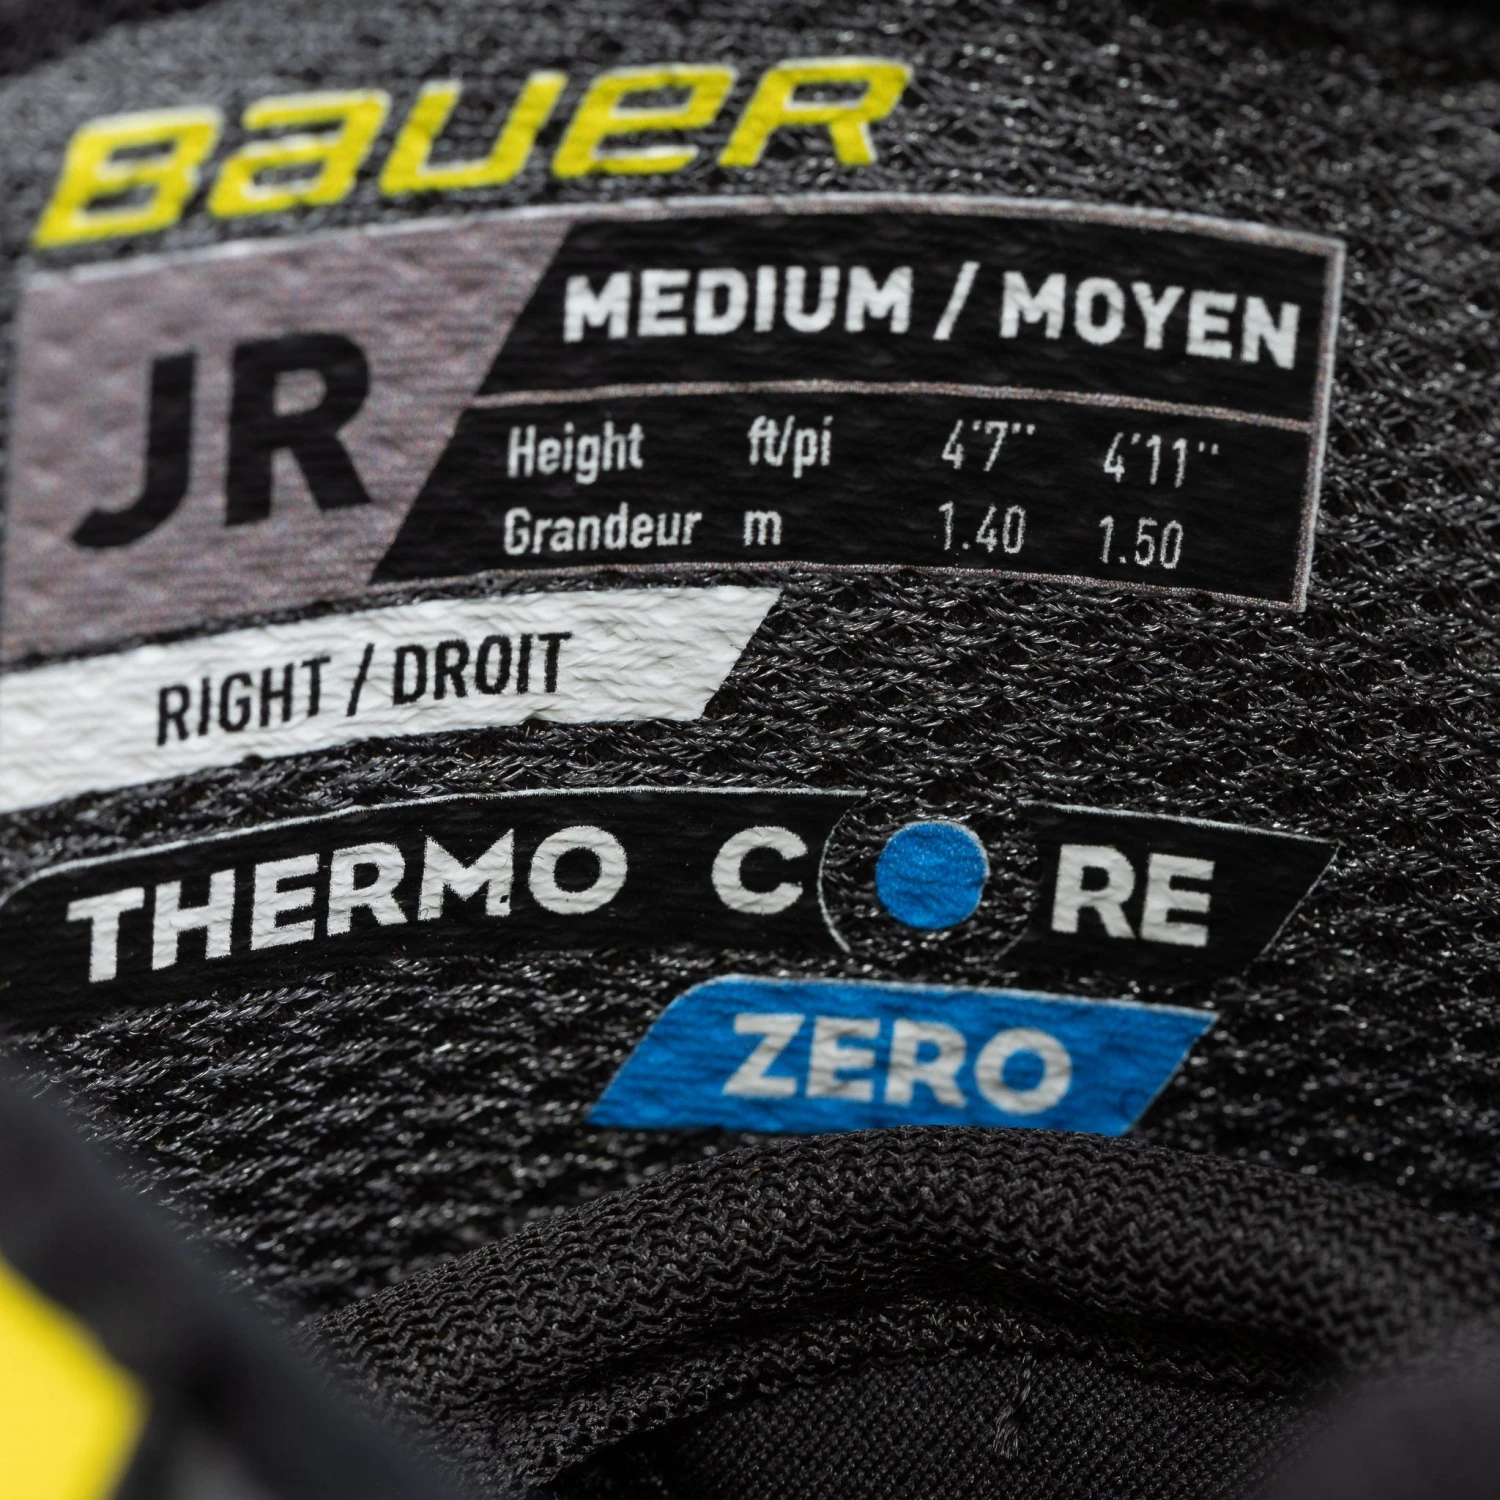 BAUER
JR
MEDIUM / MOYEN
Height ft/pi 4'7'' 4'11''
Grandeur m 1.40 1.50
RIGHT / DROIT
THERMO CORE
ZERO